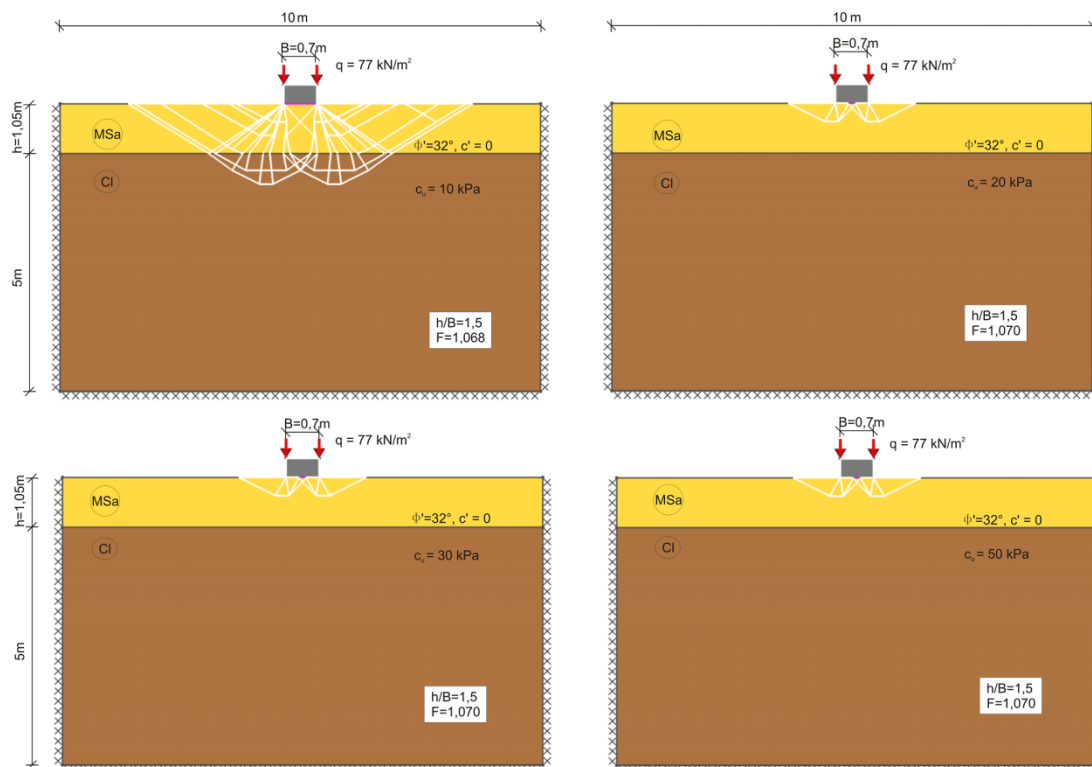 10 m
B=0,7m
q = 77 kN/m²
h=1,05m
MSa
ϕ'=32°, c' = 0
Cl
cᵤ = 10 kPa
5m
h/B=1,5
F=1,068
10 m
B=0,7m
q = 77 kN/m²
MSa
ϕ'=32°, c' = 0
Cl
cᵤ = 20 kPa
h/B=1,5
F=1,070
B=0,7m
q = 77 kN/m²
h=1,05m
MSa
ϕ'=32°, c' = 0
Cl
cᵤ = 30 kPa
5m
h/B=1,5
F=1,070
B=0,7m
q = 77 kN/m²
MSa
ϕ'=32°, c' = 0
Cl
cᵤ = 50 kPa
h/B=1,5
F=1,070